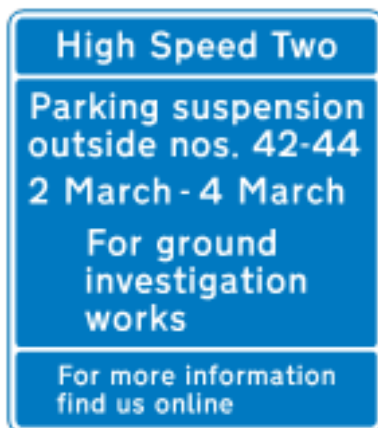 High Speed Two
Parking suspension
outside nos. 42-44
2 March - 4 March
For ground
investigation
works
For more information
find us online